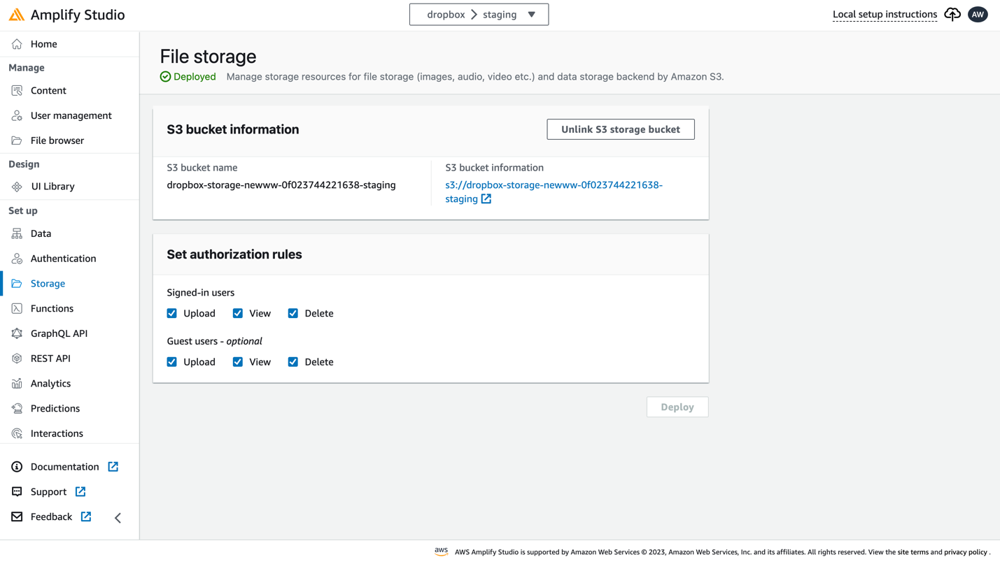 Amplify Studio
dropbox > staging ▼
Local setup instructions
AW
Home
Manage
Content
User management
File browser
Design
UI Library
Set up
Data
Authentication
Storage
Functions
GraphQL API
REST API
Analytics
Predictions
Interactions
Documentation
Support
Feedback
File storage
Deployed Manage storage resources for file storage (images, audio, video etc.) and data storage backend by Amazon S3.
S3 bucket information
Unlink S3 storage bucket
S3 bucket name
dropbox-storage-newww-0f023744221638-staging
S3 bucket information
s3://dropbox-storage-newww-0f023744221638-
staging
Set authorization rules
Signed-in users
Upload View Delete
Guest users - optional
Upload View Delete
Deploy
aws AWS Amplify Studio is supported by Amazon Web Services © 2023, Amazon Web Services, Inc. and its affiliates. All rights reserved. View the site terms and privacy policy .